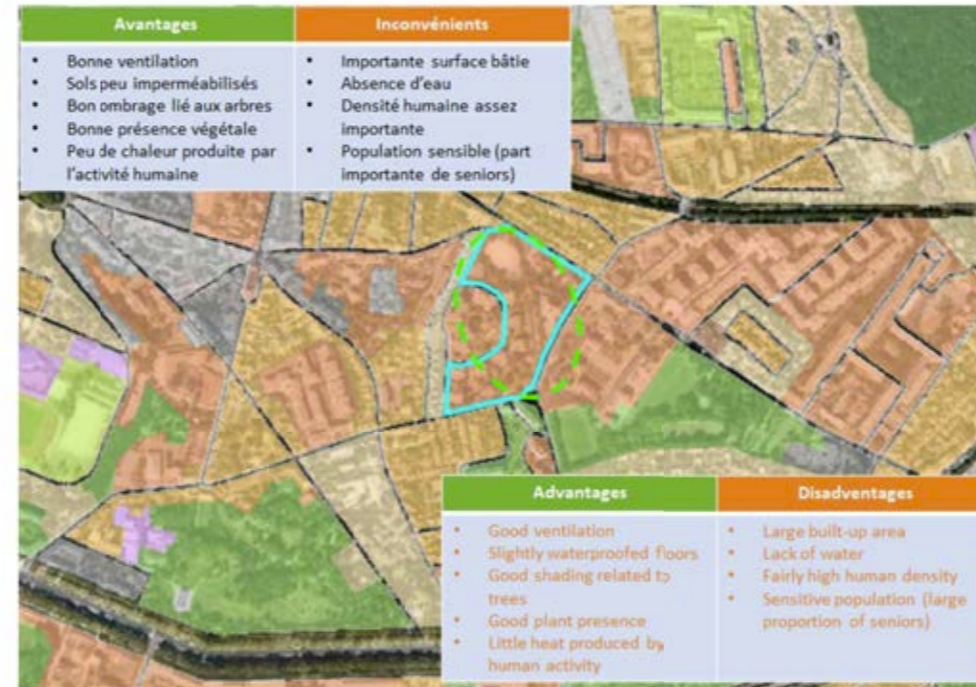 Avantages
• Bonne ventilation
• Sols peu imperméabilisés
• Bon ombrage lié aux arbres
• Bonne présence végétale
• Peu de chaleur produite par
l'activité humaine
Inconvénients
• Importante surface bâtie
• Absence d'eau
• Densité humaine assez
importante
• Population sensible (part
importante de seniors)
Advantages
• Good ventilation
• Slightly waterproofed floors
• Good shading related to
trees
• Good plant presence
• Little heat produced by
human activity
Disadventages
• Large built-up area
• Lack of water
• Fairly high human density
• Sensitive population (large
proportion of seniors)